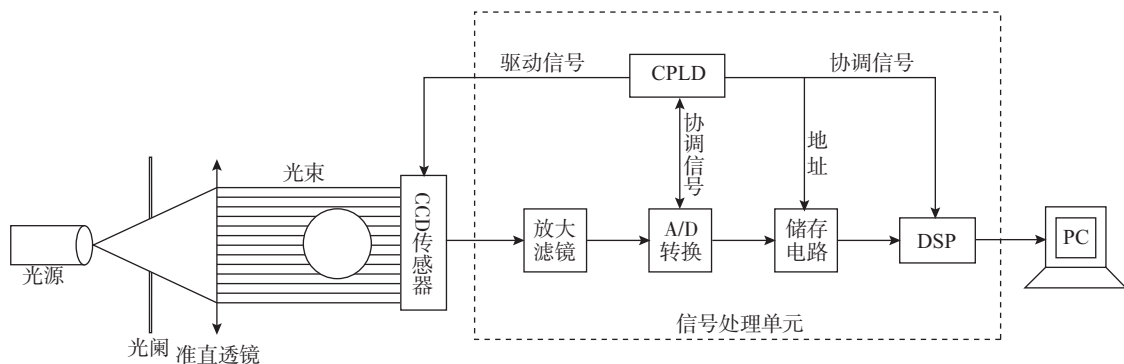 驱动信号
CPLD
协调信号
协调信号
地址
光束
CCD传感器
放大
滤镜
A/D
转换
储存
电路
DSP
PC
光源
光阑
准直透镜
信号处理单元